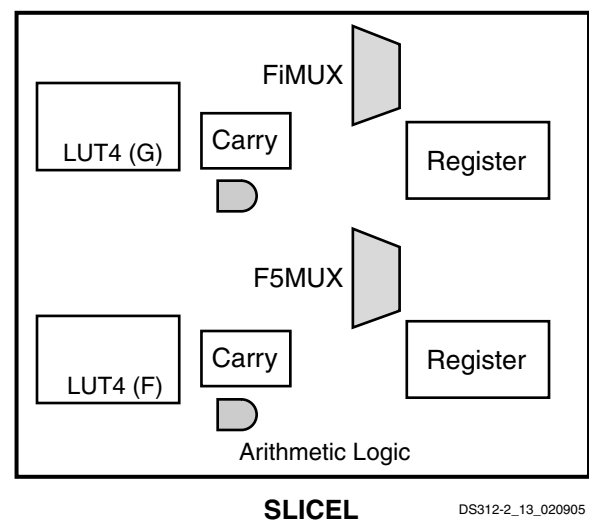 FiMUX
LUT4 (G)
Carry
Register
F5MUX
LUT4 (F)
Carry
Register
Arithmetic Logic
SLICEL
DS312-2_13_020905